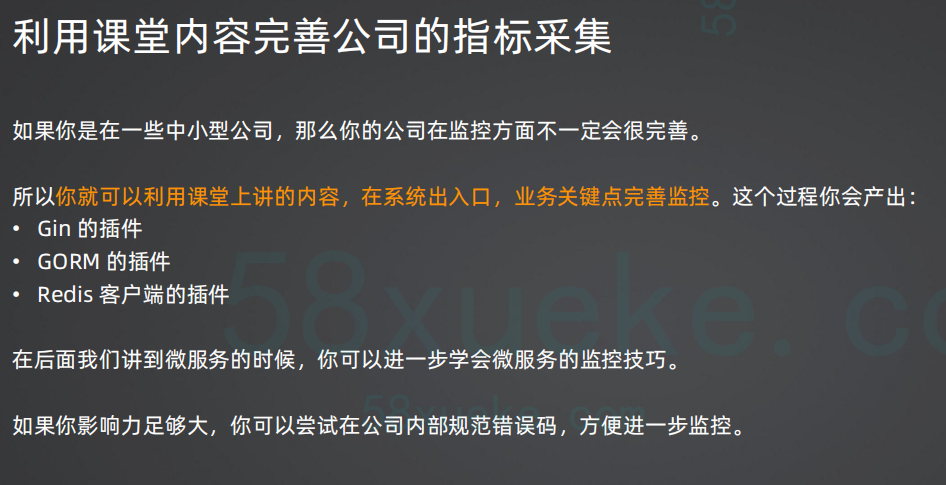 利用课堂内容完善公司的指标采集
如果你是在一些中小型公司，那么你的公司在监控方面不一定会很完善。
所以你就可以利用课堂上讲的内容，在系统出入口，业务关键点完善监控。这个过程你会产出：
• Gin 的插件
• GORM 的插件
• Redis 客户端的插件
在后面我们讲到微服务的时候，你可以进一步学会微服务的监控技巧。
如果你影响力足够大，你可以尝试在公司内部规范错误码，方便进一步监控。
58
58xueke. co
58xueke. com